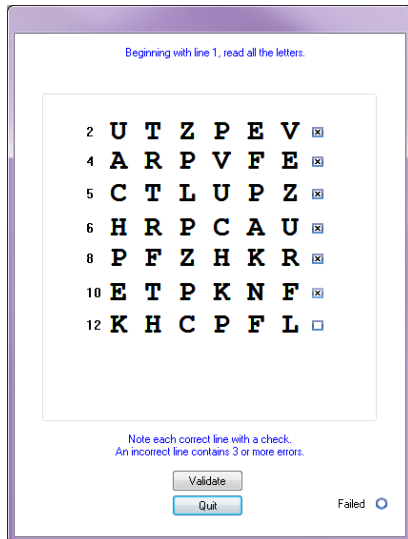 Beginning with line 1, read all the letters.
2 U T Z P E V
4 A R P V F E
5 C T L U P Z
6 H R P C A U
8 P F Z H K R
10 E T P K N F
12 K H C P F L
Note each correct line with a check.
An incorrect line contains 3 or more errors.
Validate
Quit
Failed